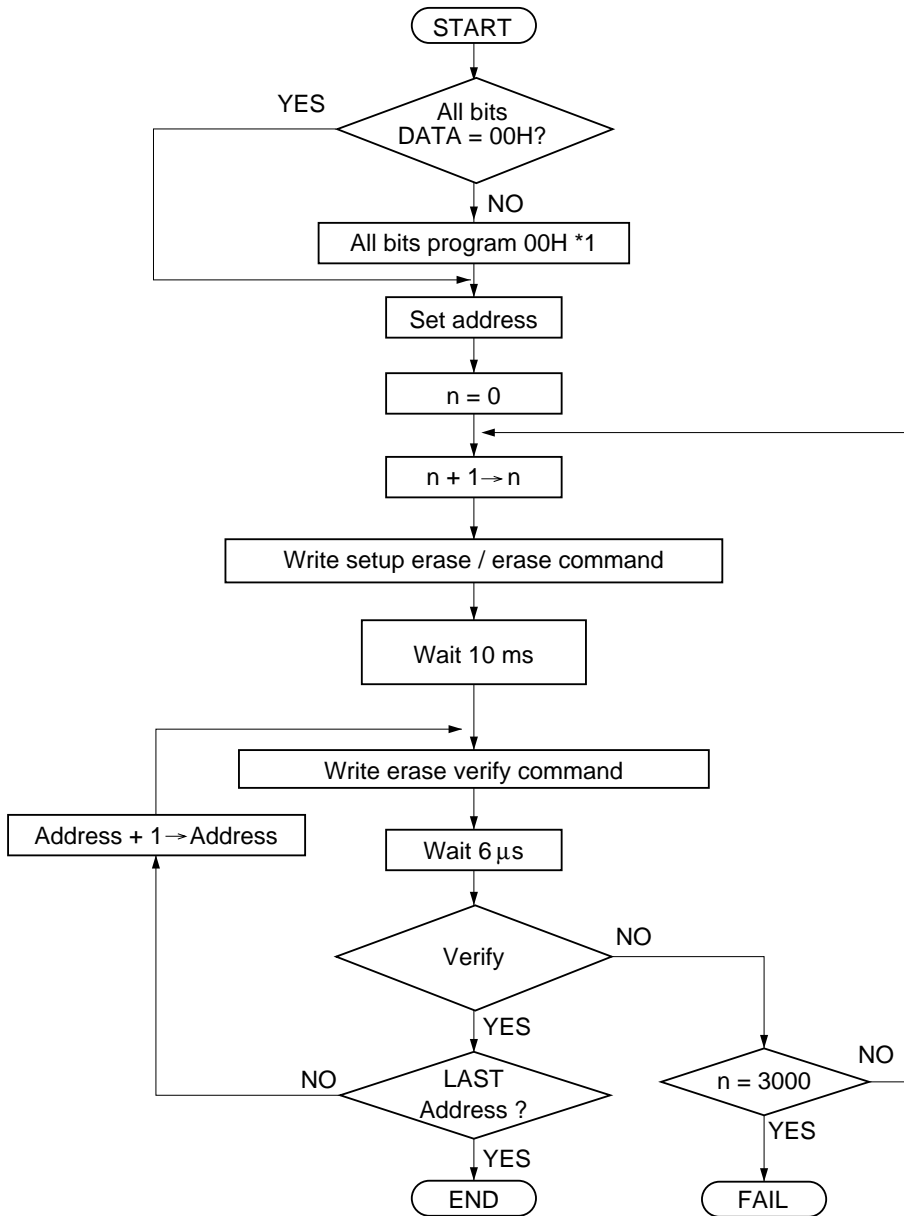 START
YES
All bits
DATA = 00H?
NO
All bits program 00H *1
Set address
n = 0
n + 1→n
Write setup erase / erase command
Wait 10 ms
Write erase verify command
Address + 1→Address
Wait 6 μs
Verify
NO
YES
NO
LAST
Address ?
n = 3000
NO
YES
YES
END
FAIL